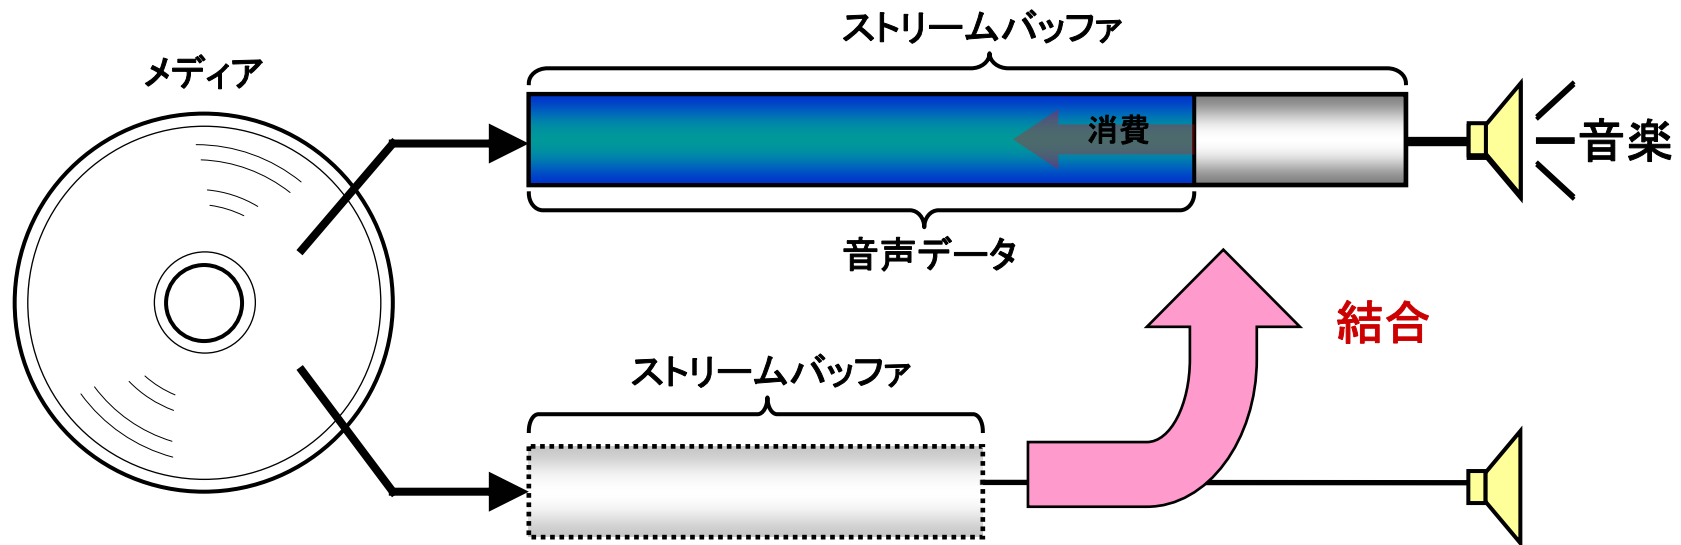 ストリームバッファ
メディア
消費
音楽
音声データ
結合
ストリームバッファ